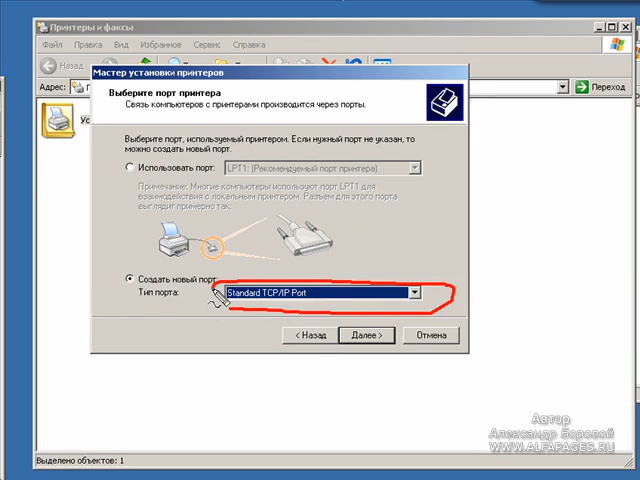 Принтеры и факсы
Файл Правка Вид Избранное Сервис Справка
Назад
Адрес:
Переход
Мастер установки принтеров
Выберите порт принтера
Связь компьютеров с принтерами производится через порты.
Выберите порт, используемый принтером. Если нужный порт не указан, то
можно создать новый порт.
Использовать порт: LPT1: (Рекомендуемый порт принтера)
Примечание: Многие компьютеры используют порт LPT1 для
взаимодействия с локальным принтером. Разъем для этого порта
выглядит примерно так:
Создать новый порт:
Тип порта: Standard TCP/IP Port
< Назад Далее > Отмена
Автор
Александр Боровой
WWW.ALFAPAGES.RU
Выделено объектов: 1